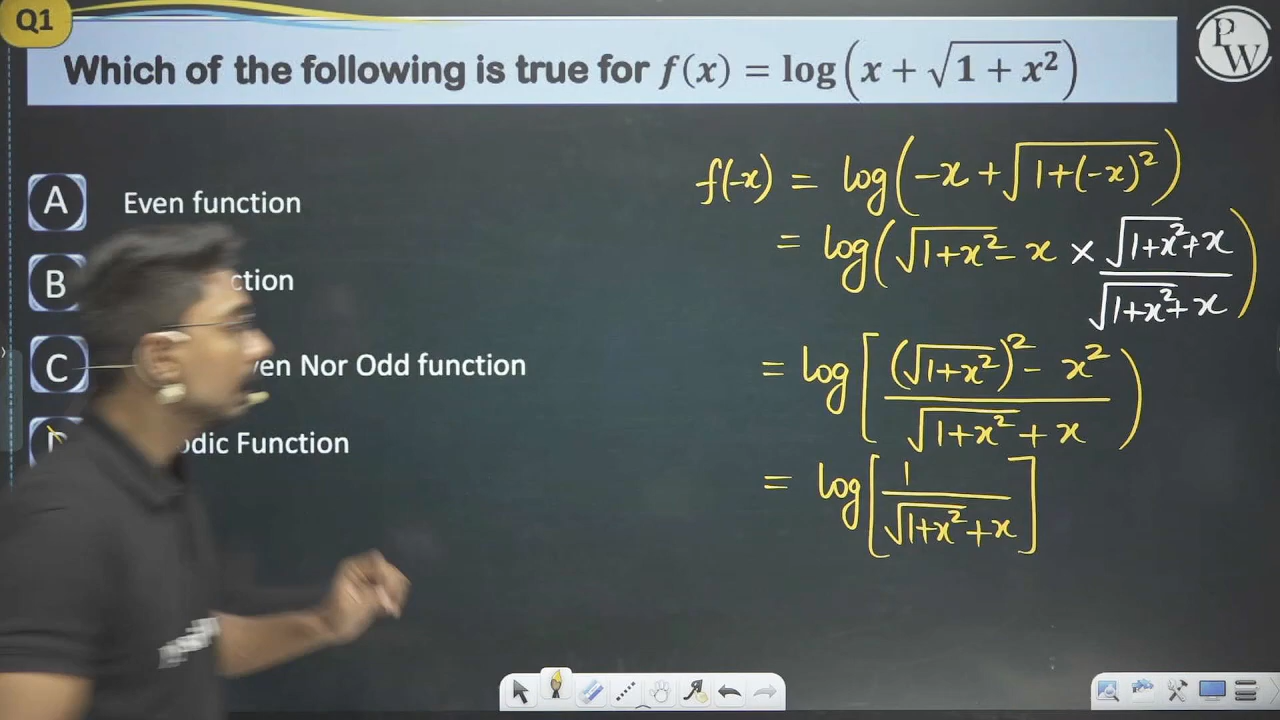 Q1
Which of the following is true for f(x) = log(x + √(1 + x²))
PW
A Even function
B ction
C ven Nor Odd function
odic Function
f(-x) = log(-x + √(1+(-x)²))
= log(√(1+x²) - x × (√(1+x²)+x)/(√(1+x²)+x))
= log[((√(1+x²))² - x²)/(√(1+x²) + x))
= log[1/(√(1+x²)+x)]